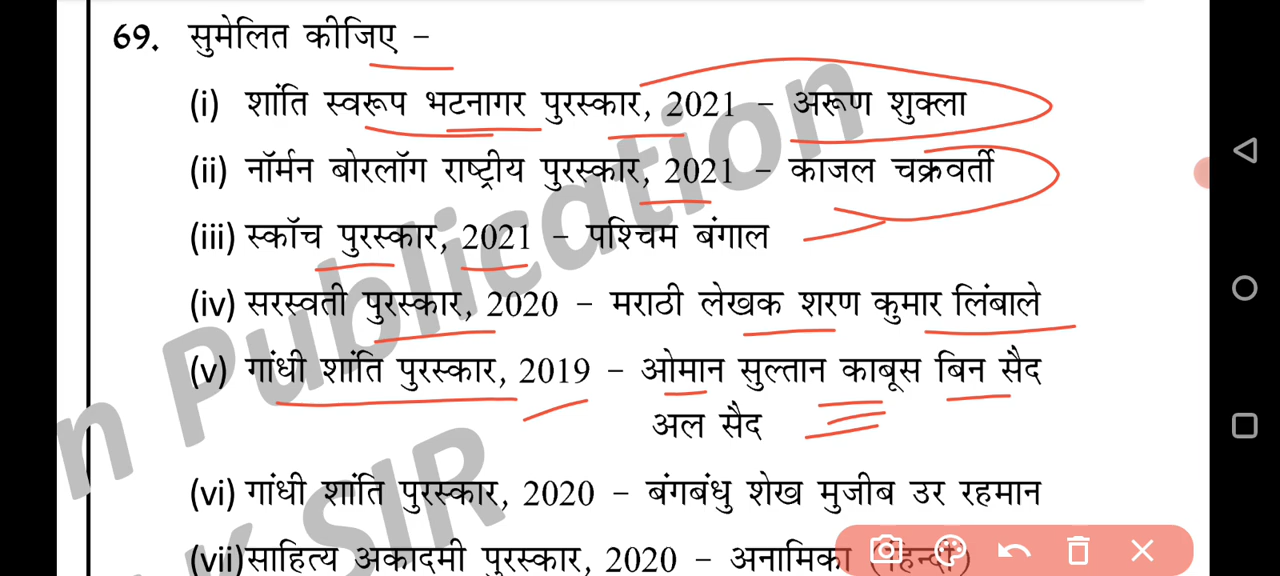 69. सुमेलित कीजिए –
(i) शांति स्वरूप भटनागर पुरस्कार, 2021 – अरूण शुक्ला
(ii) नॉर्मन बोरलॉग राष्ट्रीय पुरस्कार, 2021 – काजल चक्रवर्ती
(iii) स्कॉच पुरस्कार, 2021 – पश्चिम बंगाल
(iv) सरस्वती पुरस्कार, 2020 – मराठी लेखक शरण कुमार लिंबाले
(v) गांधी शांति पुरस्कार, 2019 – ओमान सुल्तान काबूस बिन सैद
अल सैद
(vi) गांधी शांति पुरस्कार, 2020 – बंगबंधु शेख मुजीब उर रहमान
(vii) साहित्य अकादमी पुरस्कार, 2020 – अनामिका (हिन्दी)
n Publication
K SIR